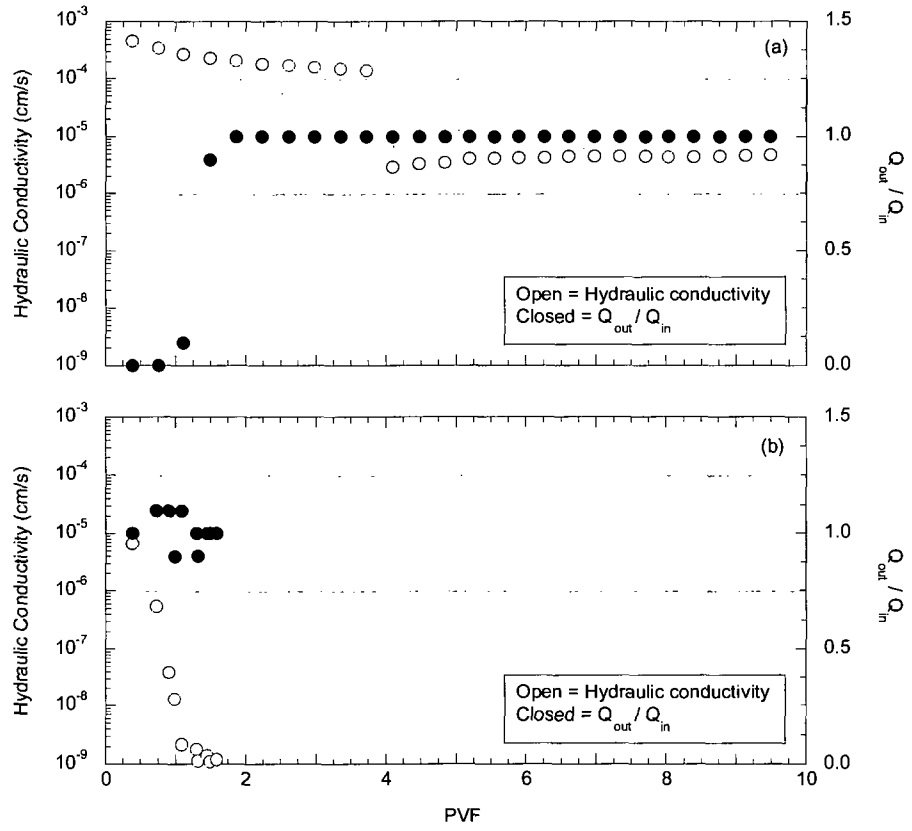 (a)
Hydraulic Conductivity (cm/s)
10^-3
10^-4
10^-5
10^-6
10^-7
10^-8
10^-9
1.5
1.0
0.5
0.0
Q_out / Q_in
Open = Hydraulic conductivity
Closed = Q_out / Q_in
(b)
Hydraulic Conductivity (cm/s)
10^-3
10^-4
10^-5
10^-6
10^-7
10^-8
10^-9
1.5
1.0
0.5
0.0
Q_out / Q_in
Open = Hydraulic conductivity
Closed = Q_out / Q_in
0 2 4 6 8 10
PVF